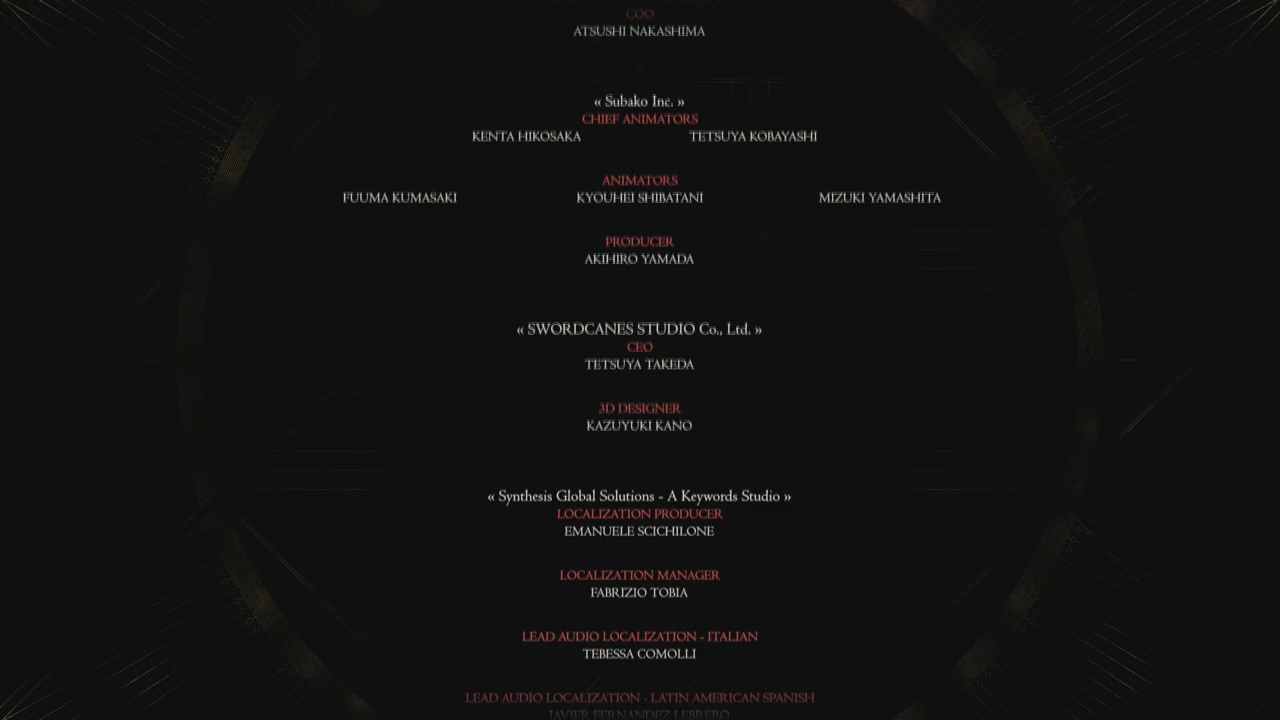 COO
ATSUSHI NAKASHIMA
« Subako Inc. »
CHIEF ANIMATORS
KENTA HIKOSAKA TETSUYA KOBAYASHI
ANIMATORS
FUUMA KUMASAKI KYOUHEI SHIBATANI MIZUKI YAMASHITA
PRODUCER
AKIHIRO YAMADA
« SWORDCANES STUDIO Co., Ltd. »
CEO
TETSUYA TAKEDA
3D DESIGNER
KAZUYUKI KANO
« Synthesis Global Solutions - A Keywords Studio »
LOCALIZATION PRODUCER
EMANUELE SCICHILONE
LOCALIZATION MANAGER
FABRIZIO TOBIA
LEAD AUDIO LOCALIZATION - ITALIAN
TEBESSA COMOLLI
LEAD AUDIO LOCALIZATION - LATIN AMERICAN SPANISH
JAVIER FERNANDEZ LEBRERO